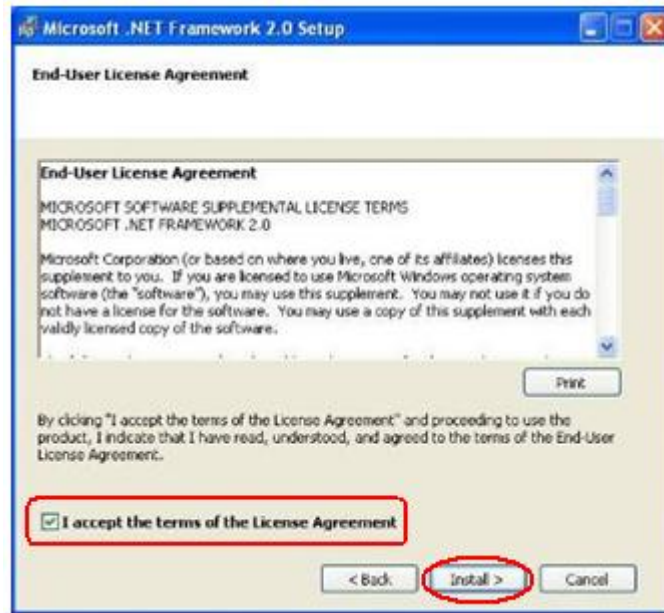 Microsoft .NET Framework 2.0 Setup
End-User License Agreement
End-User License Agreement
MICROSOFT SOFTWARE SUPPLEMENTAL LICENSE TERMS
MICROSOFT .NET FRAMEWORK 2.0
Microsoft Corporation (or based on where you live, one of its affiliates) licenses this
supplement to you. If you are licensed to use Microsoft Windows operating system
software (the "software"), you may use this supplement. You may not use it if you do
not have a license for the software. You may use a copy of this supplement with each
validly licensed copy of the software.
Print
By clicking "I accept the terms of the License Agreement" and proceeding to use the
product, I indicate that I have read, understood, and agreed to the terms of the End-User
License Agreement.
I accept the terms of the License Agreement
< Back
Install >
Cancel